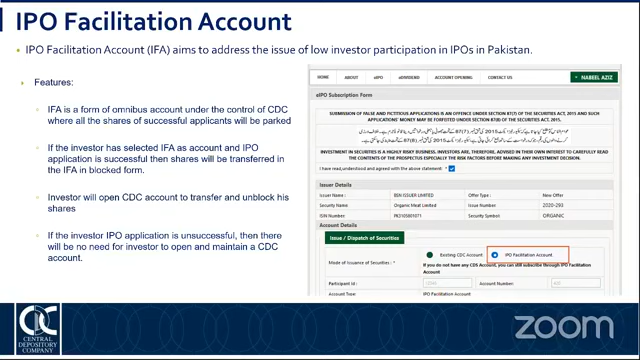 IPO Facilitation Account
IPO Facilitation Account (IFA) aims to address the issue of low investor participation in IPOs in Pakistan.
Features:
IFA is a form of omnibus account under the control of CDC
where all the shares of successful applicants will be parked
If the investor has selected IFA as account and IPO
application is successful then shares will be transferred in
the IFA in blocked form.
Investor will open CDC account to transfer and unblock his
shares
If the investor IPO application is unsuccessful, then there
will be no need for investor to open and maintain a CDC
account.
HOME ABOUT eIPO eDIVIDEND ACCOUNT OPENING CONTACT US NABEEL AZIZ
eIPO Subscription Form
SUBMISSION OF FALSE AND FICTITIOUS APPLICATIONS IS AN OFFENCE UNDER SECTION 87(7) OF THE SECURITIES ACT, 2015 AND SUCH
APPLICATIONS' MONEY MAY BE FORFEITED UNDER SECTION 87(8) OF THE SECURITIES ACT, 2015.
INVESTMENT IN SECURITIES IS A HIGHLY RISKY BUSINESS, INVESTORS ARE, THEREFORE, ADVISED IN THEIR OWN INTEREST TO CAREFULLY READ
THE CONTENTS OF THE PROSPECTUS ESPECIALLY THE RISK FACTORS BEFORE MAKING ANY INVESTMENT DECISION.
I have read, understood and agreed with the above statement *
Issuer Details
Issuer Name : BSN ISSUER LIMITED Offer Type : New Offer
Security Name : Organic Meat Limited Issuer Number : 2020-293
ISIN Number : Security Symbol : ORGANIC
Account Details
Issue / Dispatch of Securities
Mode of Issuance of Securities : * Existing CDC Account IPO Facilitation Account
If you do not have any CDS Account, you can still subscribe through IPO Facilitation
Account
Participant id : Account Number :
Account Type IPO Facilitation Account
CDC
CENTRAL
DEPOSITORY
COMPANY
zoom